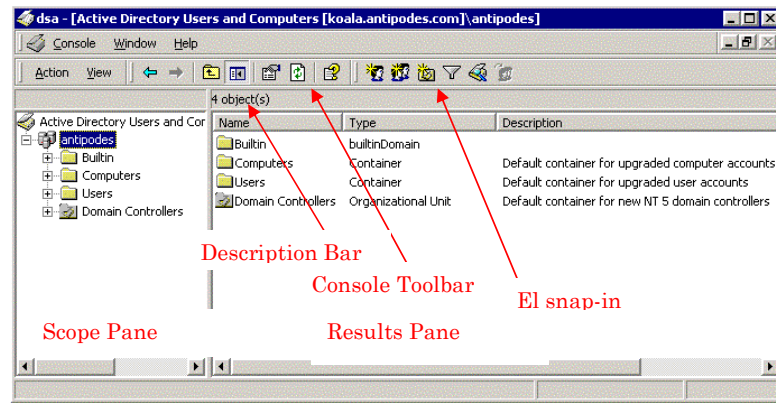 dsa - [Active Directory Users and Computers [koala.antipodes.com]\antipodes]
Console Window Help
Action View
4 object(s)
Active Directory Users and Cor
antipodes
Builtin
Computers
Users
Domain Controllers
Name Type Description
Builtin builtinDomain
Computers Container Default container for upgraded computer accounts
Users Container Default container for upgraded user accounts
Domain Controllers Organizational Unit Default container for new NT 5 domain controllers
Description Bar
Console Toolbar
El snap-in
Scope Pane
Results Pane